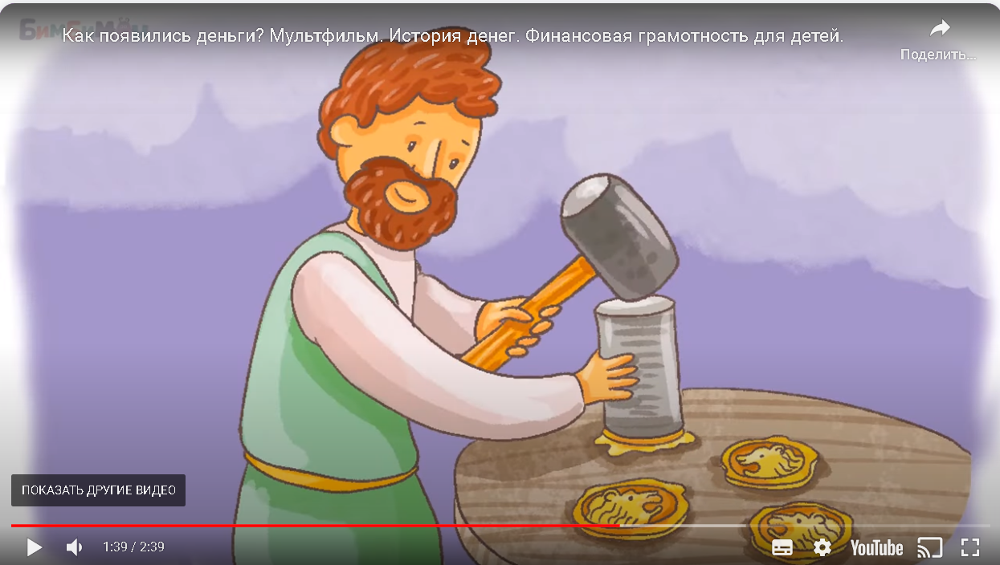 БимБиМом
Как появились деньги? Мультфильм. История денег. Финансовая грамотность для детей.
Поделить...
ПОКАЗАТЬ ДРУГИЕ ВИДЕО
1:39 / 2:39
YouTube